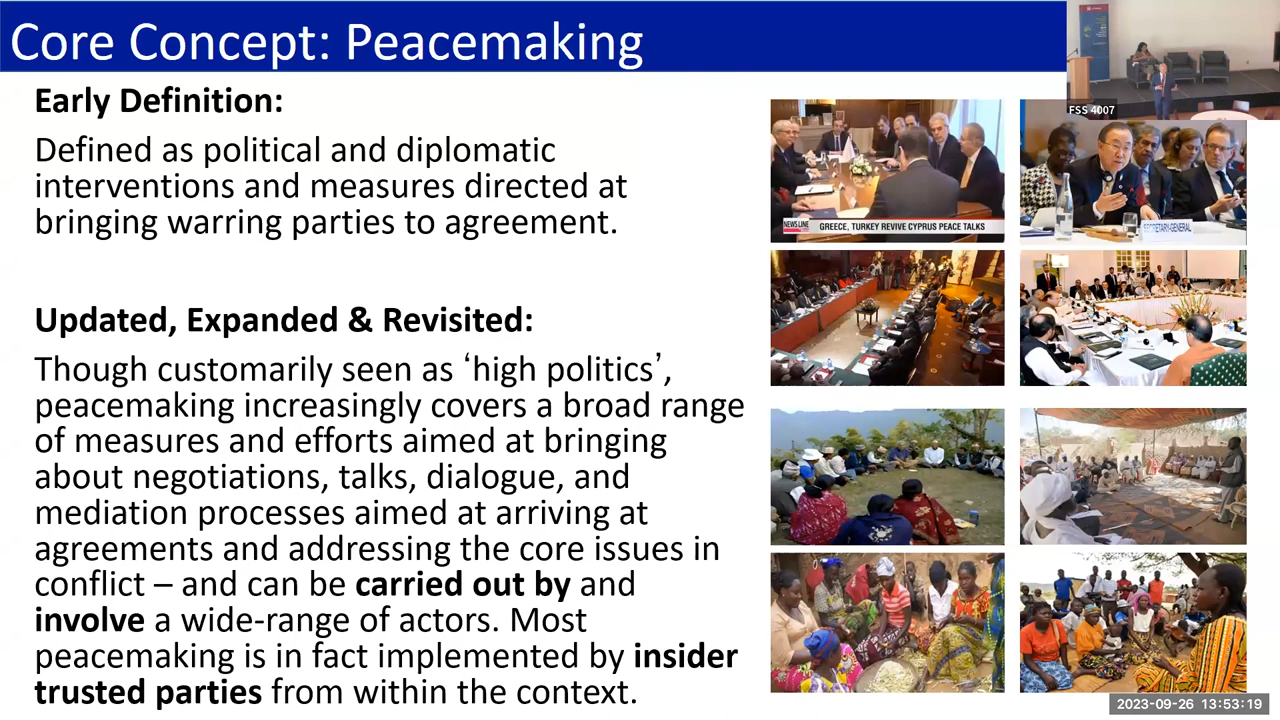 Core Concept: Peacemaking
FSS 4007
Early Definition:
Defined as political and diplomatic
interventions and measures directed at
bringing warring parties to agreement.
NEWS LINE
GREECE, TURKEY REVIVE CYPRUS PEACE TALKS
SECRETARY-GENERAL
Updated, Expanded & Revisited:
Though customarily seen as ‘high politics’,
peacemaking increasingly covers a broad range
of measures and efforts aimed at bringing
about negotiations, talks, dialogue, and
mediation processes aimed at arriving at
agreements and addressing the core issues in
conflict – and can be carried out by and
involve a wide-range of actors. Most
peacemaking is in fact implemented by insider
trusted parties from within the context.
2023-09-26 13:53:19